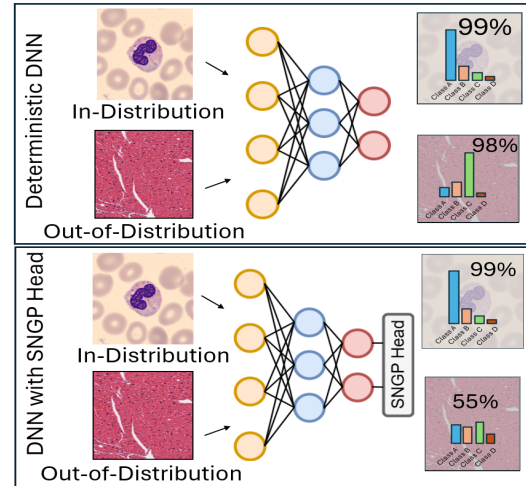 Deterministic DNN
In-Distribution
Out-of-Distribution
99%
Class A
Class B
Class C
Class D
98%
Class A
Class B
Class C
Class D
DNN with SNGP Head
In-Distribution
Out-of-Distribution
SNGP Head
99%
Class A
Class B
Class C
Class D
55%
Class A
Class B
Class C
Class D